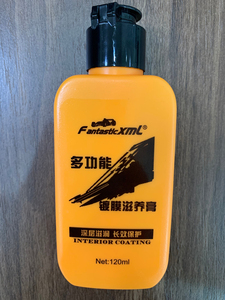 Fantasticxmt®
多功能
镀膜滋养膏
深层滋润 长效保护
INTERIOR COATING
Net:120ml